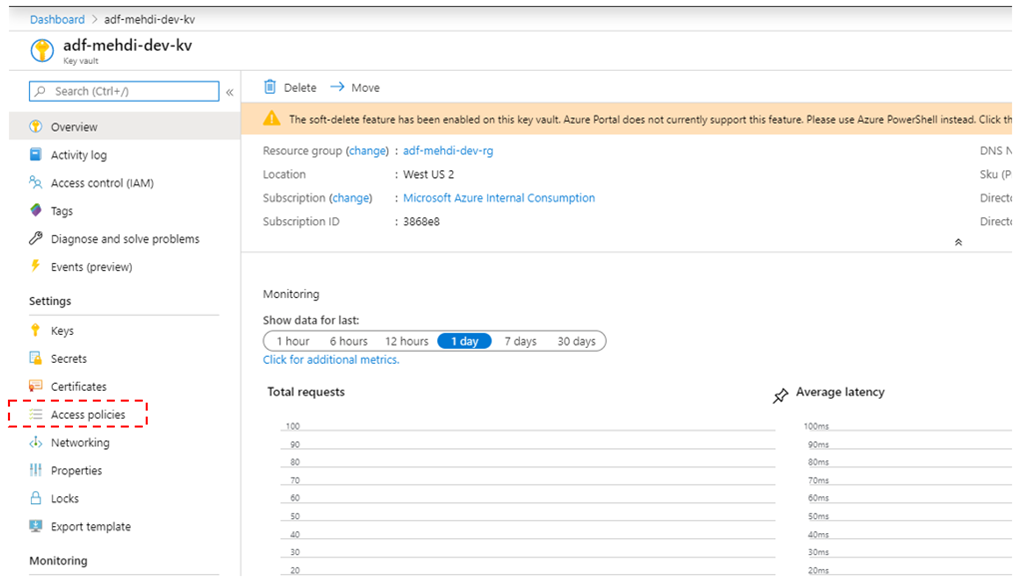 Dashboard > adf-mehdi-dev-kv
adf-mehdi-dev-kv
Key vault
Search (Ctrl+/)
«
Delete
Move
The soft-delete feature has been enabled on this key vault. Azure Portal does not currently support this feature. Please use Azure PowerShell instead. Click th
Overview
Activity log
Access control (IAM)
Tags
Diagnose and solve problems
Events (preview)
Settings
Keys
Secrets
Certificates
Access policies
Networking
Properties
Locks
Export template
Monitoring
Resource group (change) : adf-mehdi-dev-rg
Location : West US 2
Subscription (change) : Microsoft Azure Internal Consumption
Subscription ID : 3868e8
DNS N
Sku (P
Directo
Directo
Monitoring
Show data for last:
1 hour 6 hours 12 hours 1 day 7 days 30 days
Click for additional metrics.
Total requests
100
90
80
70
60
50
40
30
20
Average latency
100ms
90ms
80ms
70ms
60ms
50ms
40ms
30ms
20ms